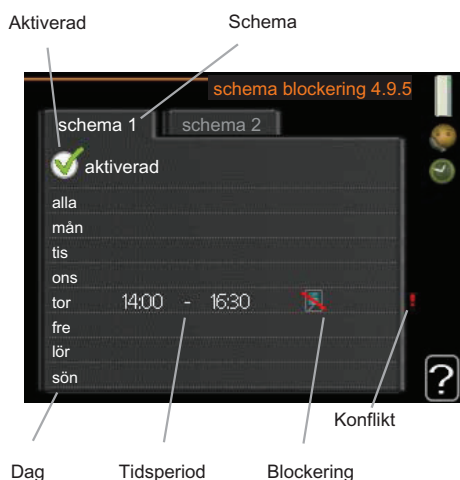 Aktiverad Schema
schema blockering 4.9.5
schema 1 schema 2
aktiverad
alla
mån
tis
ons
tor 14:00 - 16:30
fre
lör
sön
?
Konflikt
Dag Tidsperiod Blockering